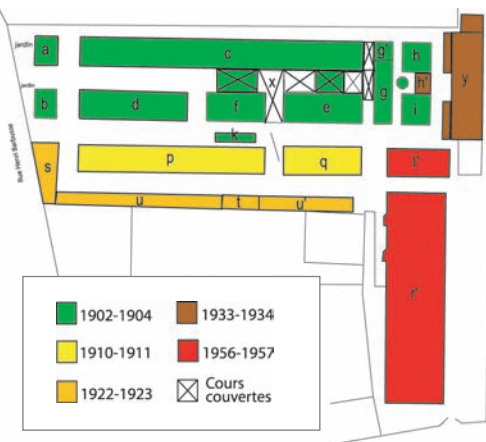 jardin
a
c
g'
h
y
x
h'
jardin
b
d
f
e
g
i
k
Rue Henri Barbusse
s
p
q
r
u
t
u'
r'
1902-1904
1933-1934
1910-1911
1956-1957
1922-1923
Cours
couvertes